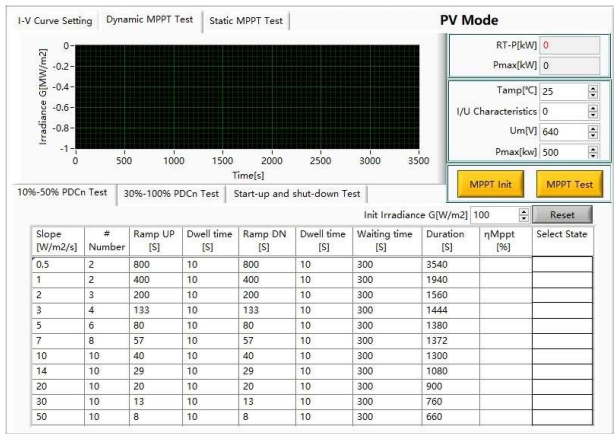 I-V Curve Setting Dynamic MPPT Test Static MPPT Test PV Mode
RT-P[kW] 0
Pmax[kW] 0
Tamp[℃] 25
I/U Characteristics 0
Um[V] 640
Pmax[kw] 500
MPPT Init MPPT Test
Irradiance G[MW/m2]
0
-0.2
-0.4
-0.6
-0.8
-1
0 500 1000 1500 2000 2500 3000 3500
Time[s]
10%-50% PDCn Test 30%-100% PDCn Test Start-up and shut-down Test
Init Irradiance G[W/m2] 100 Reset
Slope # Ramp UP Dwell time Ramp DN Dwell time Waiting time Duration ηMppt Select State
[W/m2/s] Number [S] [S] [S] [S] [S] [S] [%]
0.5 2 800 10 800 10 300 3540
1 2 400 10 400 10 300 1940
2 3 200 10 200 10 300 1560
3 4 133 10 133 10 300 1444
5 6 80 10 80 10 300 1380
7 8 57 10 57 10 300 1372
10 10 40 10 40 10 300 1300
14 10 29 10 29 10 300 1080
20 10 20 10 20 10 300 900
30 10 13 10 13 10 300 760
50 10 8 10 8 10 300 660